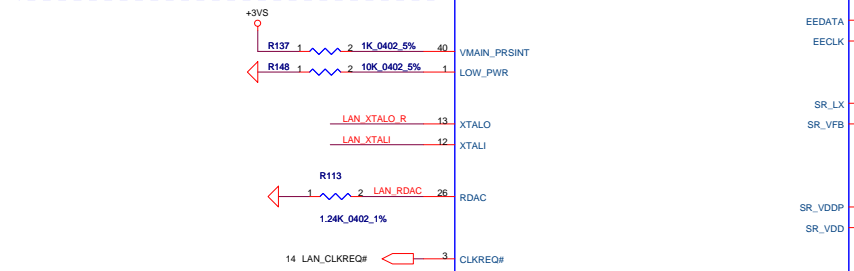 +3VS
EEDATA
R137 1 2 1K_0402_5% 40 VMAIN_PRSINT
EECLK
R148 1 2 10K_0402_5% 1 LOW_PWR
SR_LX
LAN_XTALO_R 13 XTALO
SR_VFB
LAN_XTALI 12 XTALI
R113
1 2 LAN_RDAC 26 RDAC
SR_VDDP
1.24K_0402_1%
SR_VDD
14 LAN_CLKREQ# 3 CLKREQ#